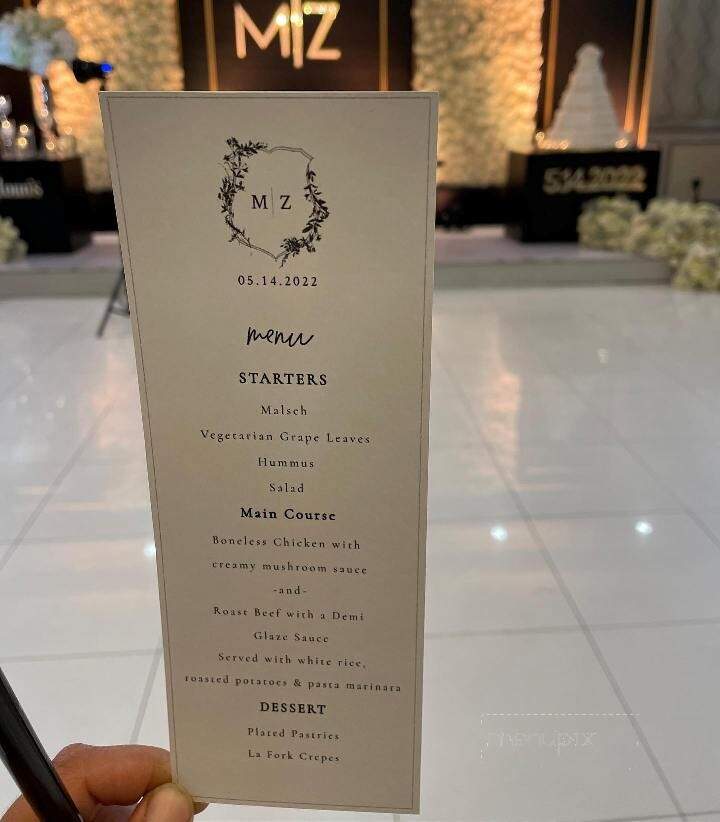 M|Z
5.14.2022
M|Z
05.14.2022
menu
STARTERS
Malsch
Vegetarian Grape Leaves
Hummus
Salad
Main Course
Boneless Chicken with
creamy mushroom sauce
-and-
Roast Beef with a Demi
Glaze Sauce
Served with white rice,
roasted potatoes & pasta marinara
DESSERT
Plated Pastries
La Fork Crepes
menupix